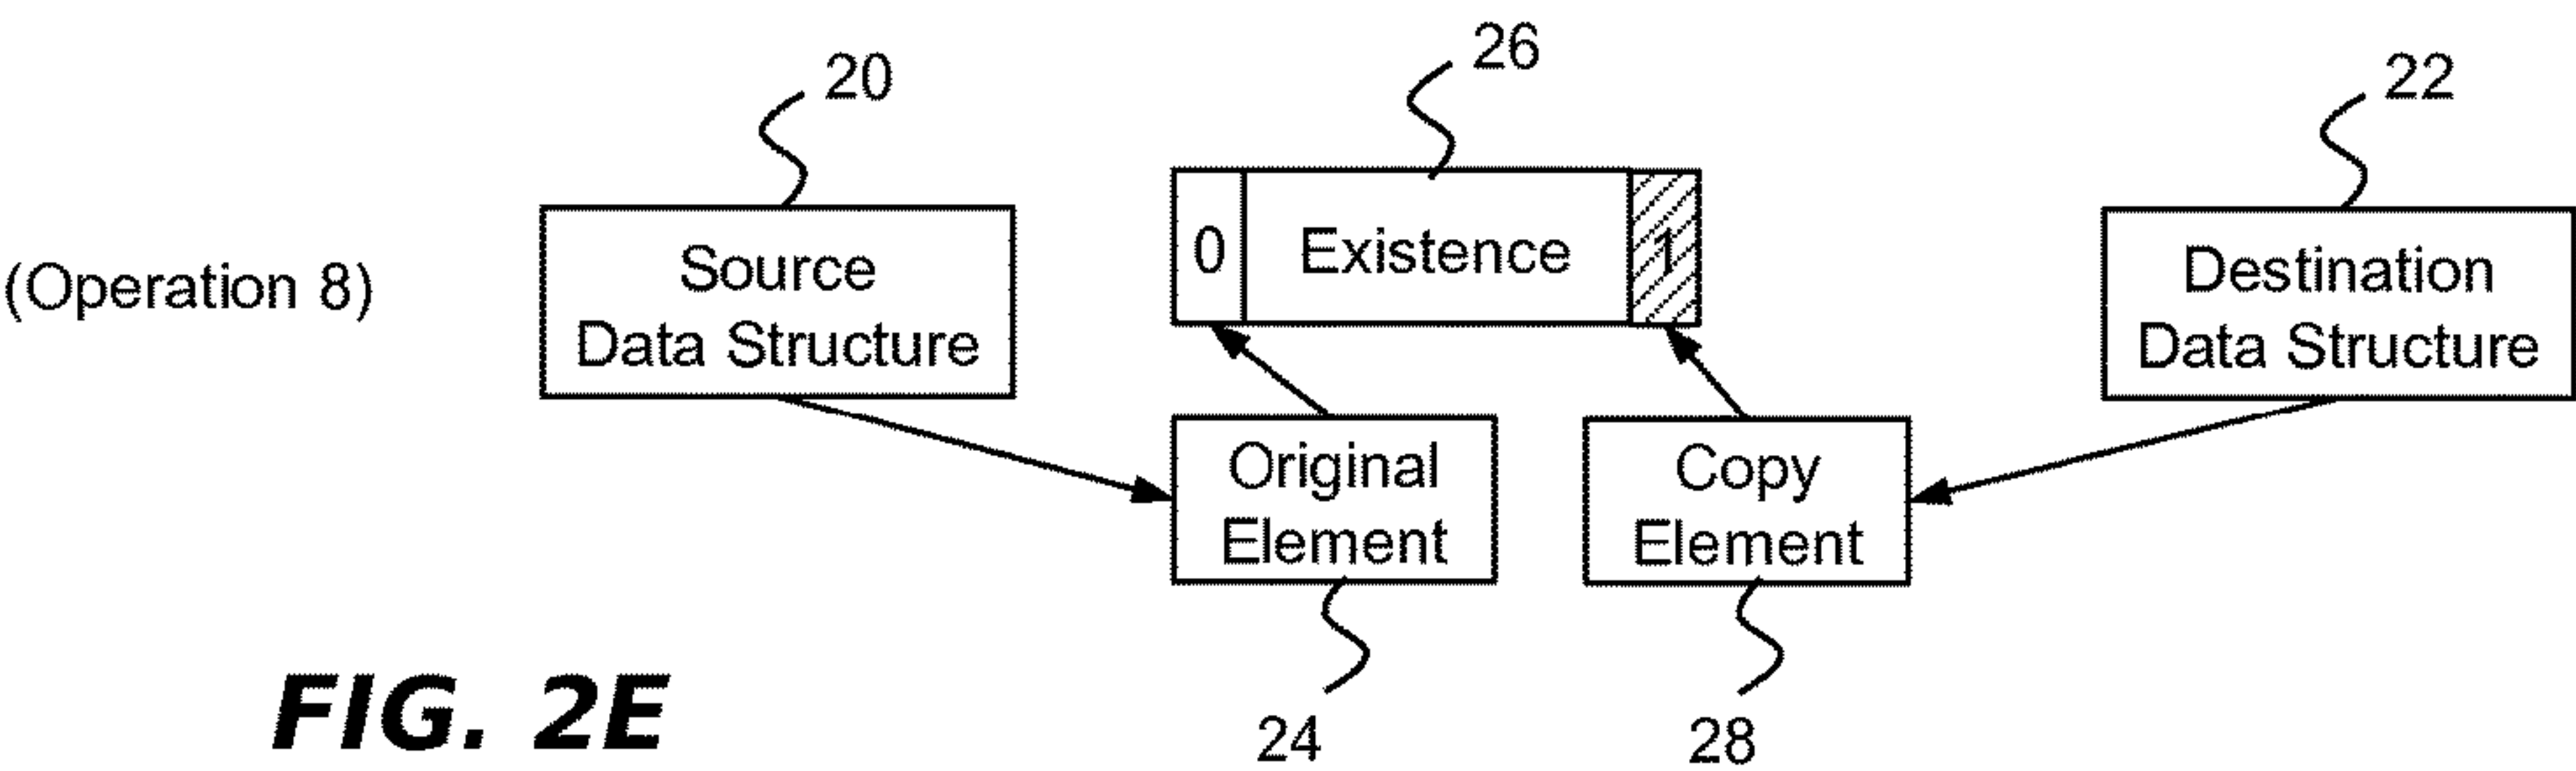 20
26
22
(Operation 8)
Source
Data Structure
0
Existence
1
Destination
Data Structure
Original
Element
Copy
Element
24
28
FIG. 2E